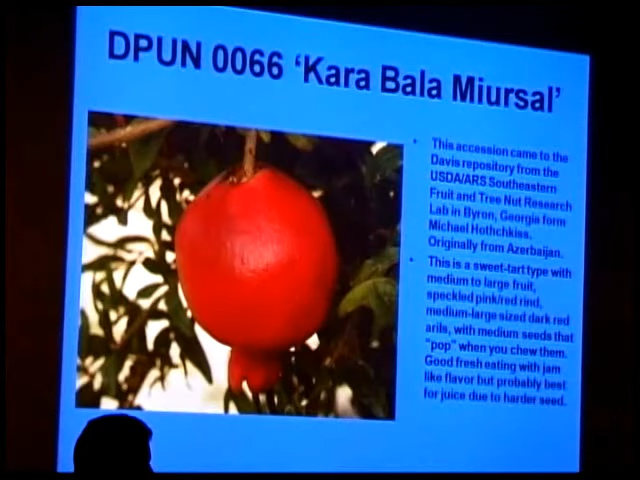 DPUN 0066 ‘Kara Bala Miursal’
• This accession came to the
Davis repository from the
USDA/ARS Southeastern
Fruit and Tree Nut Research
Lab in Byron, Georgia form
Michael Hothchkiss.
Originally from Azerbaijan.
• This is a sweet-tart type with
medium to large fruit,
speckled pink/red rind,
medium-large sized dark red
arils, with medium seeds that
“pop” when you chew them.
Good fresh eating with jam
like flavor but probably best
for juice due to harder seed.